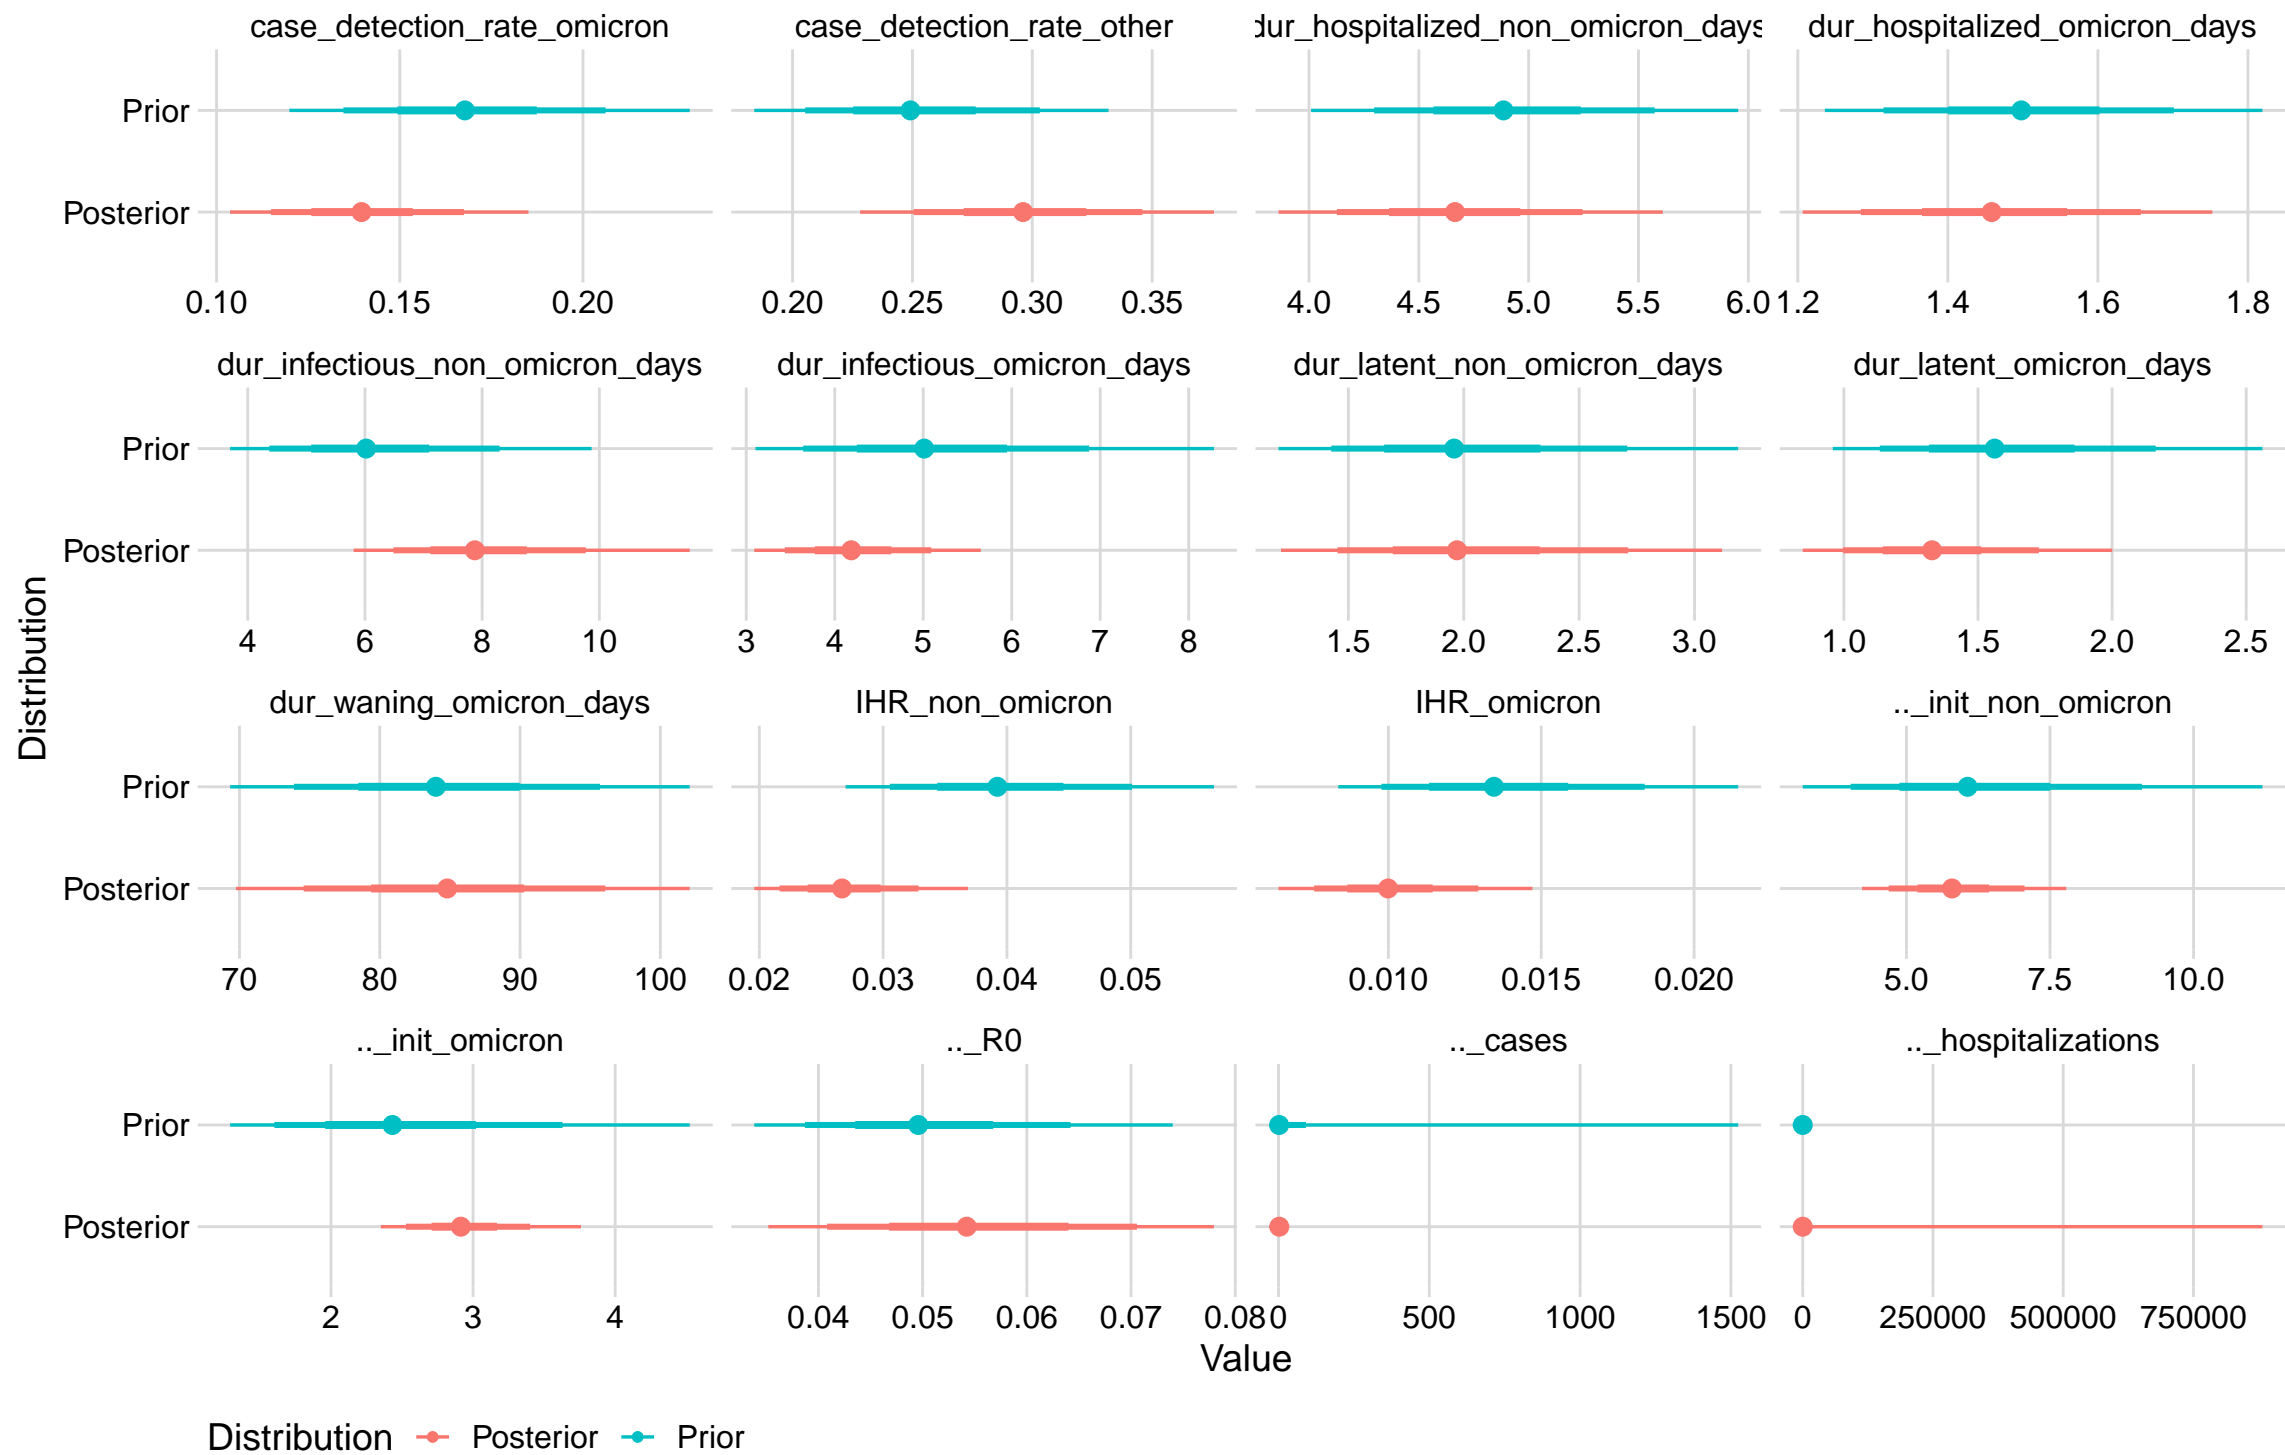 case_detection_rate_omicron case_detection_rate_other dur_hospitalized_non_omicron_days dur_hospitalized_omicron_days
Prior
Posterior
0.10 0.15 0.20 0.20 0.25 0.30 0.35 4.0 4.5 5.0 5.5 6.0 1.2 1.4 1.6 1.8
dur_infectious_non_omicron_days dur_infectious_omicron_days dur_latent_non_omicron_days dur_latent_omicron_days
Prior
Posterior
4 6 8 10 3 4 5 6 7 8 1.5 2.0 2.5 3.0 1.0 1.5 2.0 2.5
Distribution
dur_waning_omicron_days IHR_non_omicron IHR_omicron .._init_non_omicron
Prior
Posterior
70 80 90 100 0.02 0.03 0.04 0.05 0.010 0.015 0.020 5.0 7.5 10.0
.._init_omicron .._R0 .._cases .._hospitalizations
Prior
Posterior
2 3 4 0.04 0.05 0.06 0.07 0.08 0 500 1000 1500 0 250000 500000 750000
Value
Distribution Posterior Prior